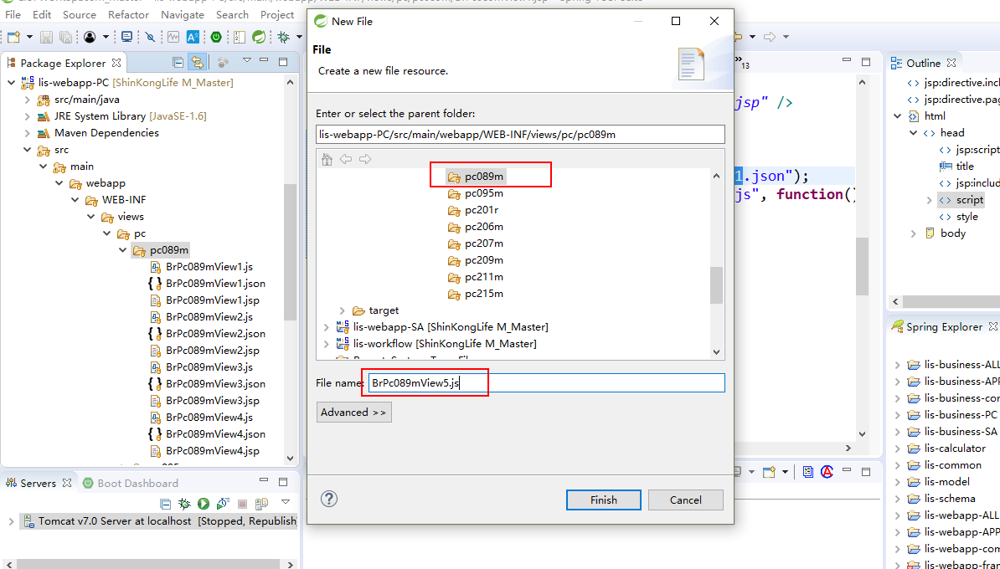 File Edit Source Refactor Navigate Search Project
Package Explorer
lis-webapp-PC [ShinKongLife M_Master]
src/main/java
JRE System Library [JavaSE-1.6]
Maven Dependencies
src
main
webapp
WEB-INF
views
pc
pc089m
BrPc089mView1.js
BrPc089mView1.json
BrPc089mView1.jsp
BrPc089mView2.js
BrPc089mView2.json
BrPc089mView2.jsp
BrPc089mView3.js
BrPc089mView3.json
BrPc089mView3.jsp
BrPc089mView4.js
BrPc089mView4.json
BrPc089mView4.jsp
Servers Boot Dashboard
Tomcat v7.0 Server at localhost [Stopped, Republish
New File
File
Create a new file resource.
Enter or select the parent folder:
lis-webapp-PC/src/main/webapp/WEB-INF/views/pc/pc089m
pc089m
pc095m
pc201r
pc206m
pc207m
pc209m
pc211m
pc215m
target
lis-webapp-SA [ShinKongLife M_Master]
lis-workflow [ShinKongLife M_Master]
File name:
BrPc089mView5.js
Advanced >>
Finish Cancel
»13
jsp" />
1.json");
js", function()
Outline
jsp:directive.incl
jsp:directive.pag
html
head
jsp:script
title
jsp:includ
script
style
body
Spring Explorer
lis-business-ALL
lis-business-APP
lis-business-con
lis-business-PC
lis-business-SA
lis-calculator
lis-common
lis-model
lis-schema
lis-webapp-ALL
lis-webapp-APP
lis-webapp-com
lis-webapp-fran